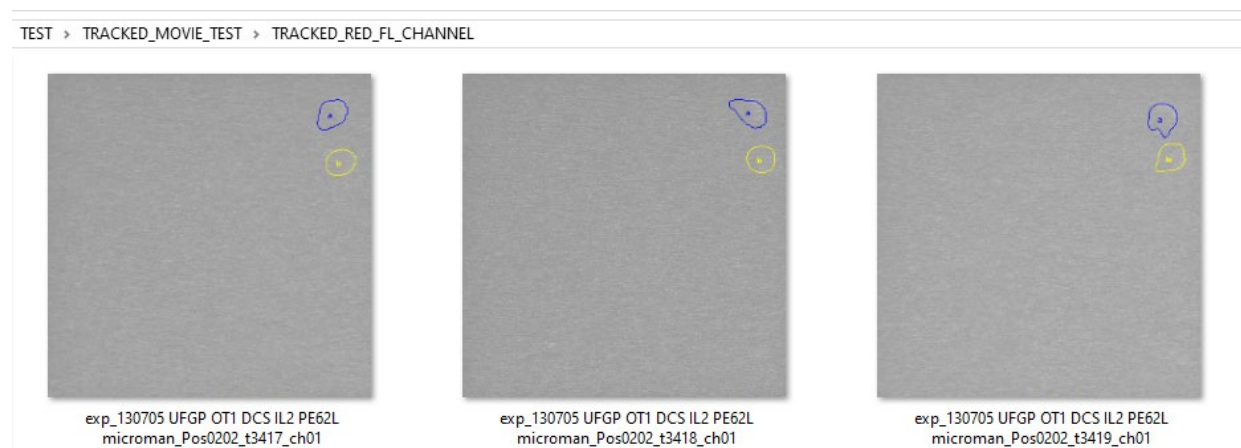 TEST > TRACKED_MOVIE_TEST > TRACKED_RED_FL_CHANNEL
exp_130705 UFGP OT1 DCS IL2 PE62L
microman_Pos0202_t3417_ch01
exp_130705 UFGP OT1 DCS IL2 PE62L
microman_Pos0202_t3418_ch01
exp_130705 UFGP OT1 DCS IL2 PE62L
microman_Pos0202_t3419_ch01